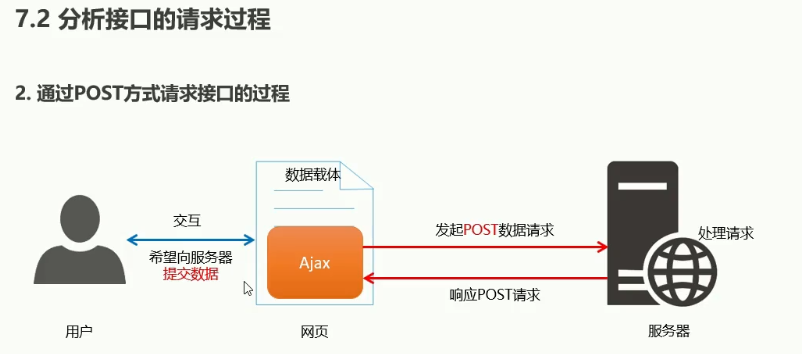 7.2 分析接口的请求过程
2. 通过POST方式请求接口的过程
数据载体
交互
希望向服务器
提交数据
Ajax
发起POST数据请求
响应POST请求
处理请求
用户
网页
服务器